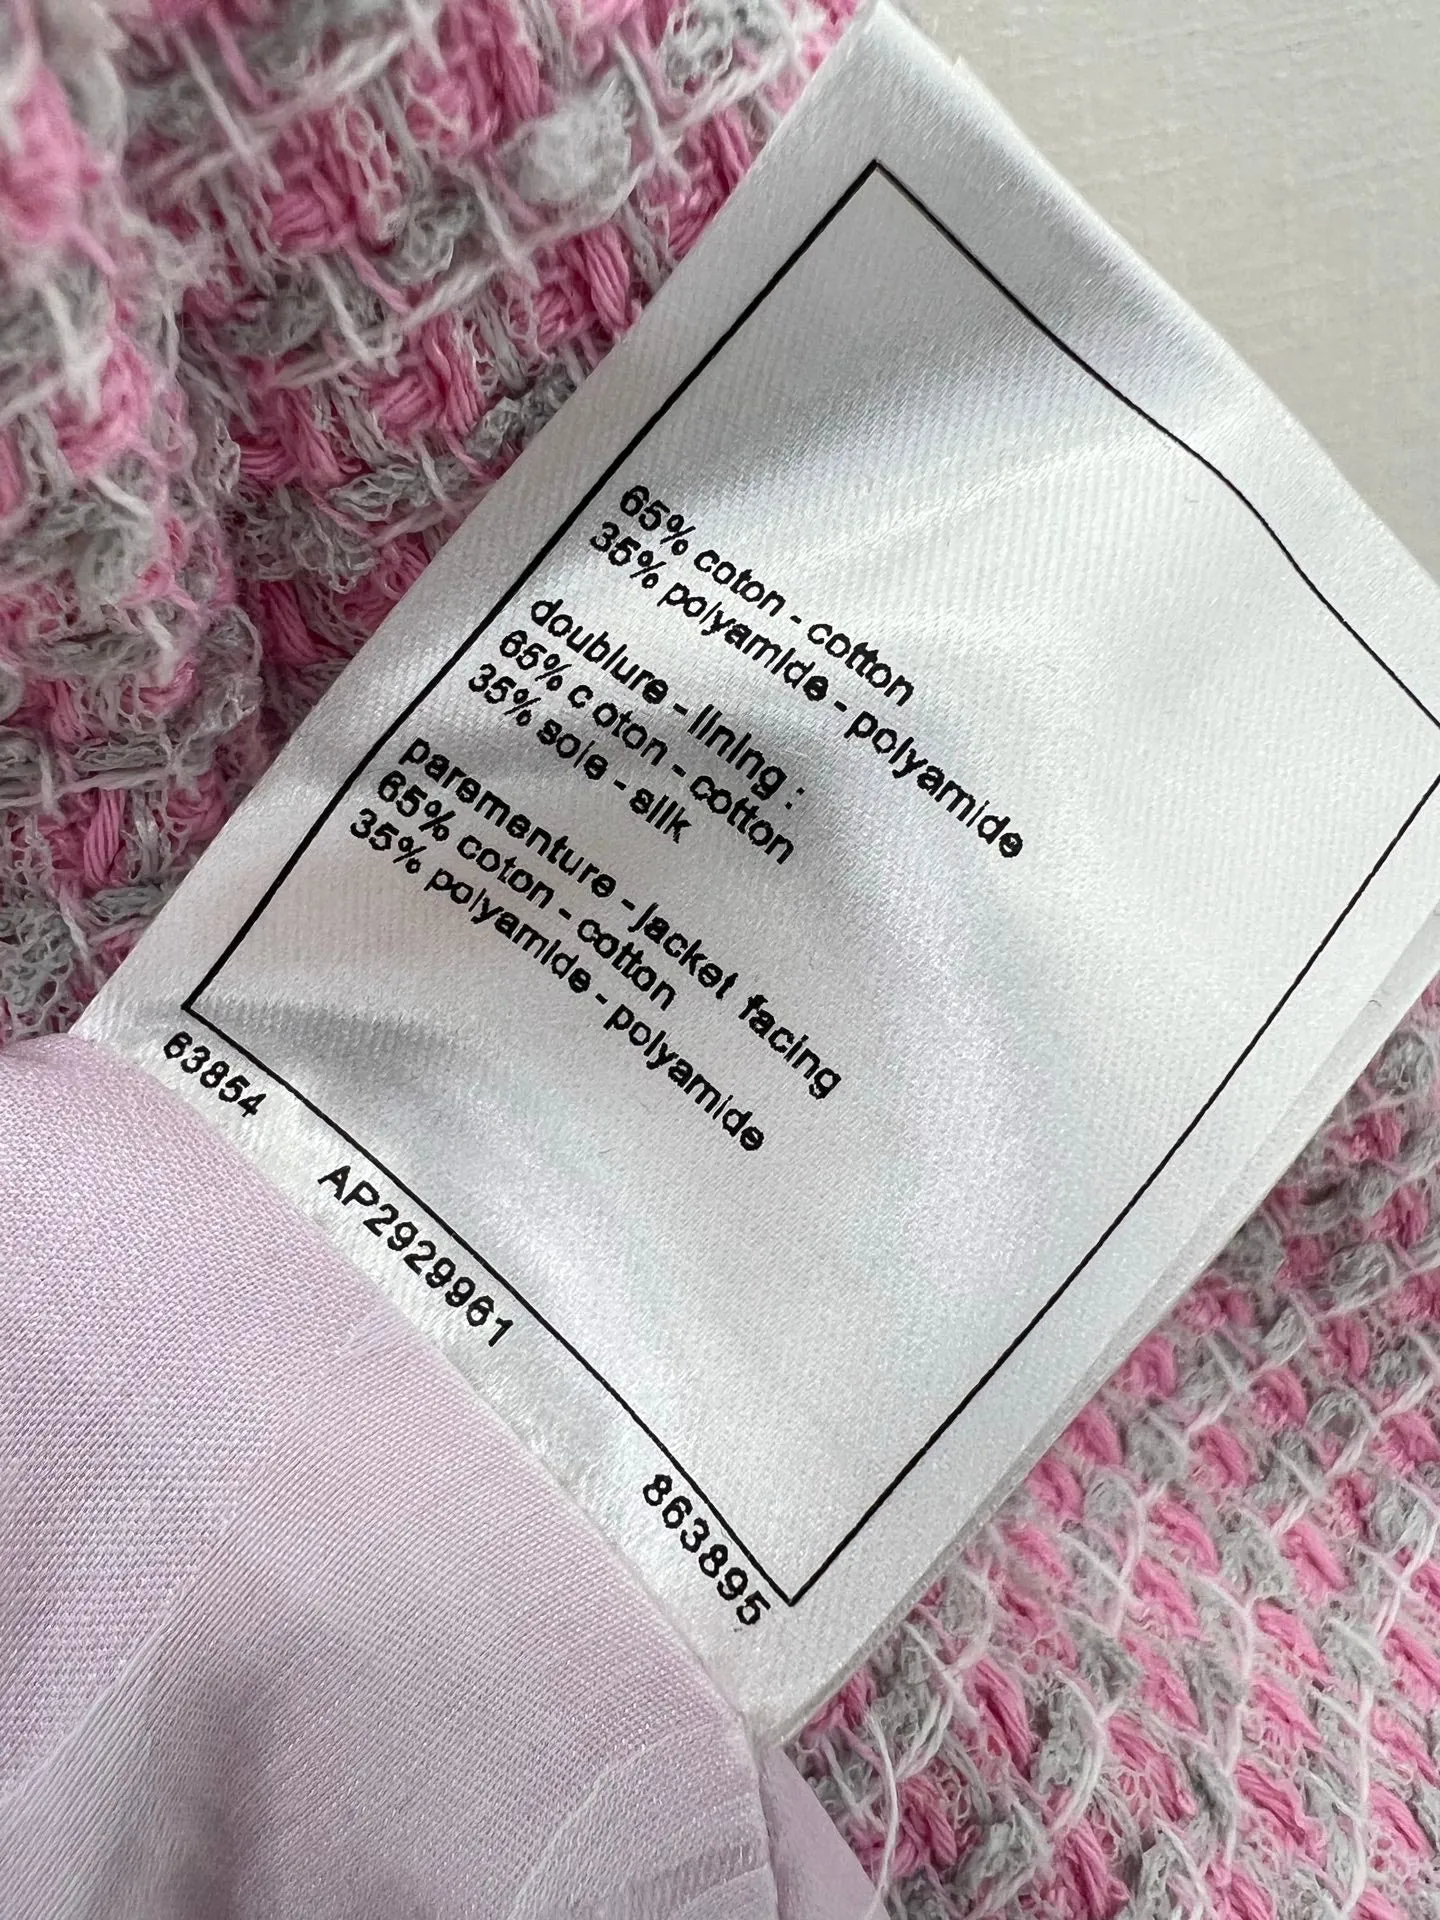 65% coton - cotton
35% polyamide - polyamide
doublure - lining :
65% c oton - cotton
35% soie - silk
parementure - jacket facing
65% coton - cotton
35% polyamide - polyamide
63854 AP2929961 863895